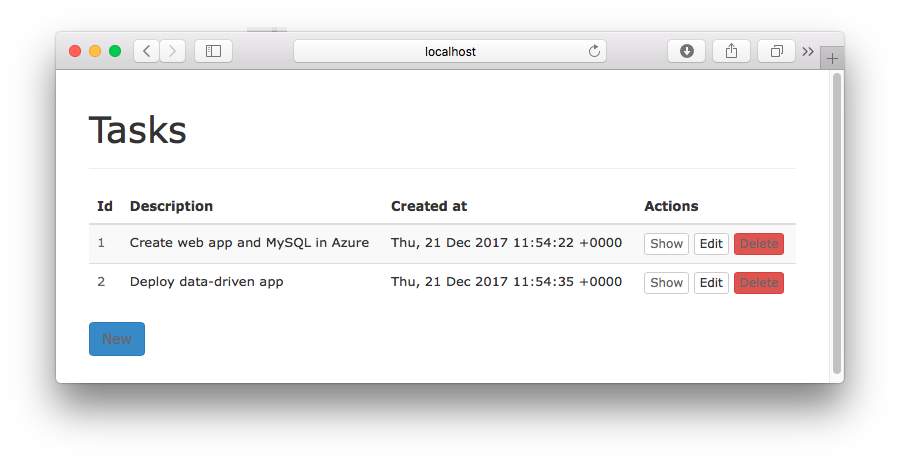 localhost
Tasks
Id Description Created at Actions
1 Create web app and MySQL in Azure Thu, 21 Dec 2017 11:54:22 +0000 Show Edit Delete
2 Deploy data-driven app Thu, 21 Dec 2017 11:54:35 +0000 Show Edit Delete
New